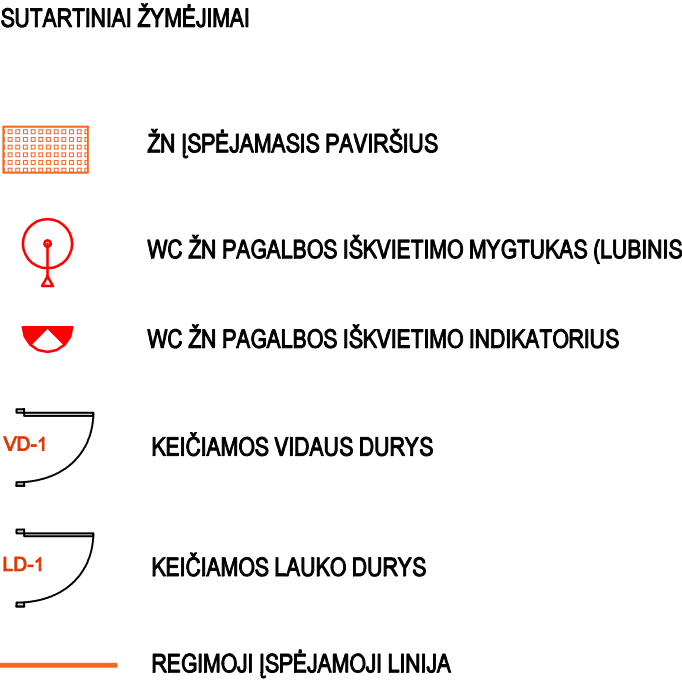 SUTARTINIAI ŽYMĖJIMAI
ŽN ĮSPĖJAMASIS PAVIRŠIUS
WC ŽN PAGALBOS IŠKVIETIMO MYGTUKAS (LUBINIS
WC ŽN PAGALBOS IŠKVIETIMO INDIKATORIUS
VD-1 KEIČIAMOS VIDAUS DURYS
LD-1 KEIČIAMOS LAUKO DURYS
REGIMOJI ĮSPĖJAMOJI LINIJA